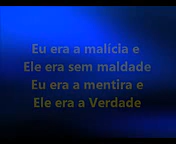 Eu era a malícia e
Ele era sem maldade
Eu era a mentira e
Ele era a Verdade